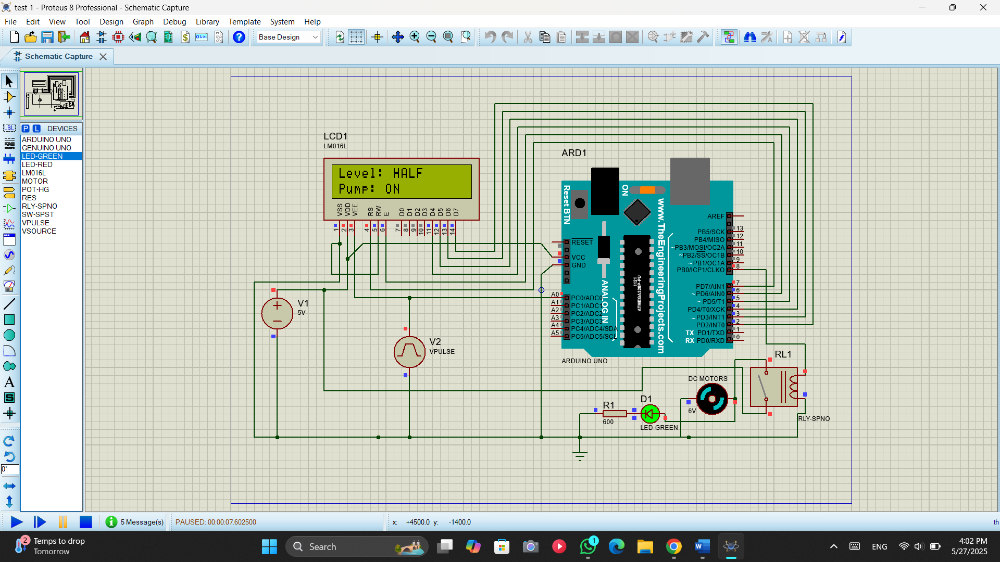 test 1 - Proteus 8 Professional - Schematic Capture
File Edit View Tool Design Graph Debug Library Template System Help
Base Design
Schematic Capture
P L DEVICES
ARDUINO UNO
GENUINO UNO
LED-GREEN
LED-RED
LM016L
MOTOR
POT-HG
RES
RLY-SPNO
SW-SPST
VPULSE
VSOURCE
LBL
A
S
0°
LCD1
LM016L
Level: HALF
Pump: ON
VSS VDD VEE RS RW E D0 D1 D2 D3 D4 D5 D6 D7
1 2 3 4 5 6 7 8 9 10 11 12 13 14
ARD1
Reset BTN
ON
www.TheEngineeringProjects.com
RESET
VCC
GND
ANALOG IN
1121
ATMEGA328P-PU
A0 PC0/ADC0
A1 PC1/ADC1
A2 PC2/ADC2
A3 PC3/ADC3
A4 PC4/ADC4/SDA
A5 PC5/ADC5/SCL
AREF
PB5/SCK 13
PB4/MISO 12
~PB3/MOSI/OC2A 11
~PB2/SS/OC1B 10
~PB1/OC1A 9
PB0/ICP1/CLKO 8
PD7/AIN1 7
~PD6/AIN0 6
~PD5/T1 5
PD4/T0/XCK 4
~PD3/INT1 3
PD2/INT0 2
TX PD1/TXD 1
RX PD0/RXD 0
ARDUINO UNO
V1
5V
V2
VPULSE
R1
600
D1
LED-GREEN
DC MOTORS
6V
RL1
RLY-SPNO
5 Message(s)
PAUSED: 00:00:07.602500
x: +4500.0 y: -1400.0
th
2
Temps to drop
Tomorrow
Search
1
ENG
4:02 PM
5/27/2025